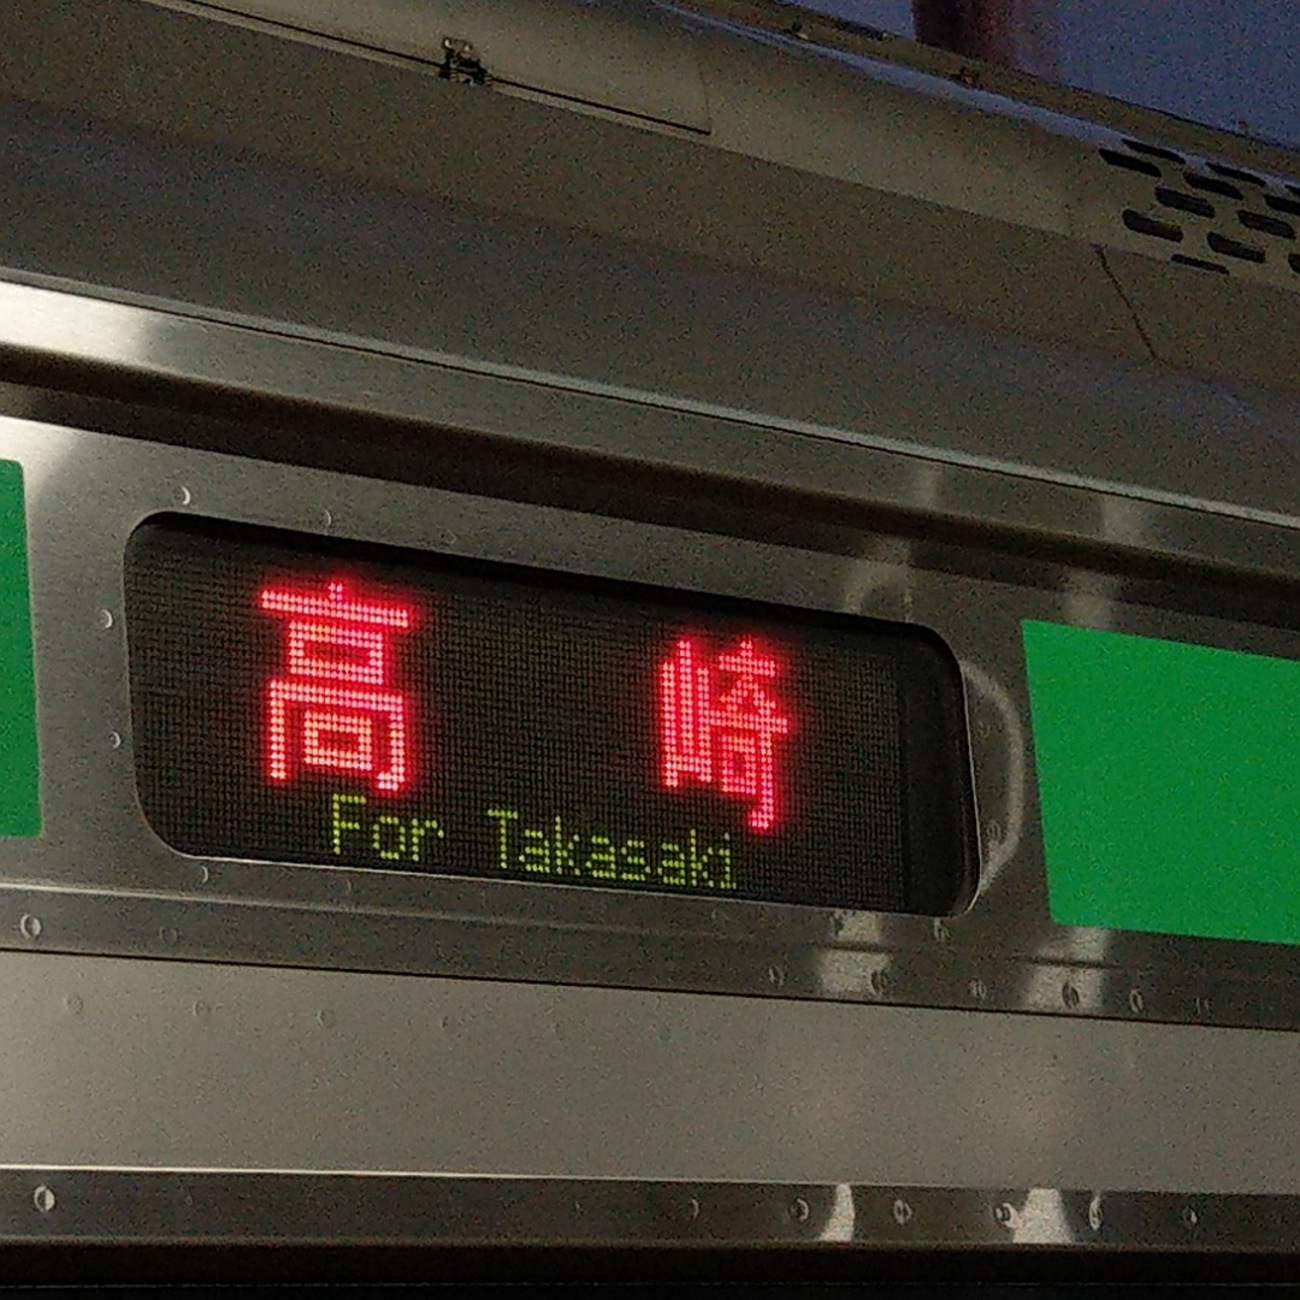 高崎
For Takasaki